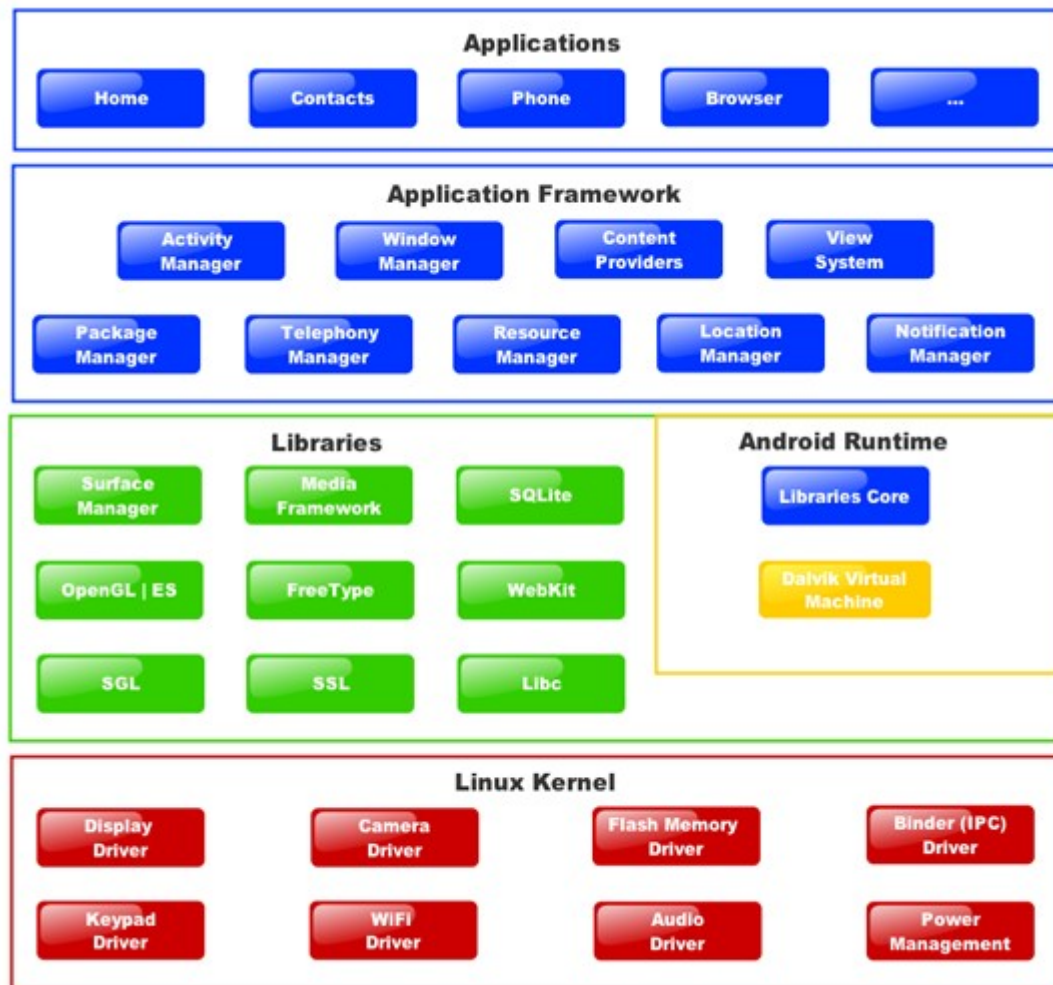 Applications
Home
Contacts
Phone
Browser
...
Application Framework
Activity
Manager
Window
Manager
Content
Providers
View
System
Package
Manager
Telephony
Manager
Resource
Manager
Location
Manager
Notification
Manager
Libraries
Surface
Manager
Media
Framework
SQLite
OpenGL | ES
FreeType
WebKit
SGL
SSL
Libc
Android Runtime
Libraries Core
Dalvik Virtual
Machine
Linux Kernel
Display
Driver
Camera
Driver
Flash Memory
Driver
Binder (IPC)
Driver
Keypad
Driver
WiFi
Driver
Audio
Driver
Power
Management